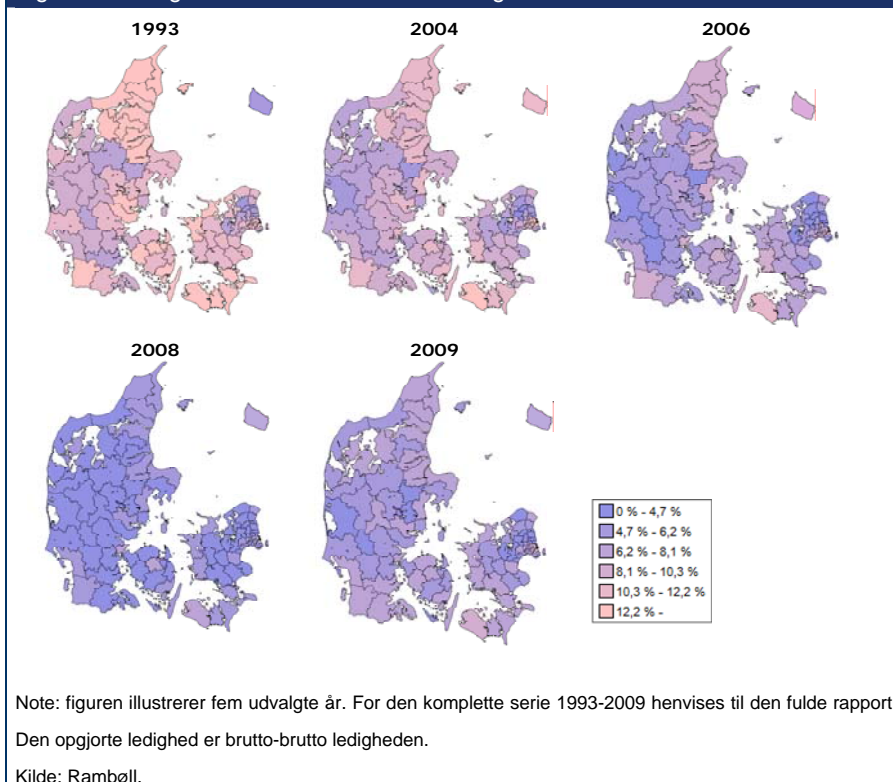 1993
2004
2006
2008
2009
0 % - 4,7 %
4,7 % - 6,2 %
6,2 % - 8,1 %
8,1 % - 10,3 %
10,3 % - 12,2 %
12,2 % -
Note: figuren illustrerer fem udvalgte år. For den komplette serie 1993-2009 henvises til den fulde rapport
Den opgjorte ledighed er brutto-brutto ledigheden.
Kilde: Rambøll.